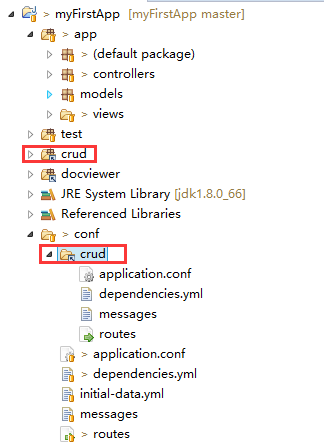 > myFirstApp [myFirstApp master]
> app
> (default package)
> controllers
models
> views
test
crud
docviewer
JRE System Library [jdk1.8.0_66]
Referenced Libraries
> conf
crud
application.conf
dependencies.yml
messages
routes
> application.conf
> dependencies.yml
initial-data.yml
messages
> routes